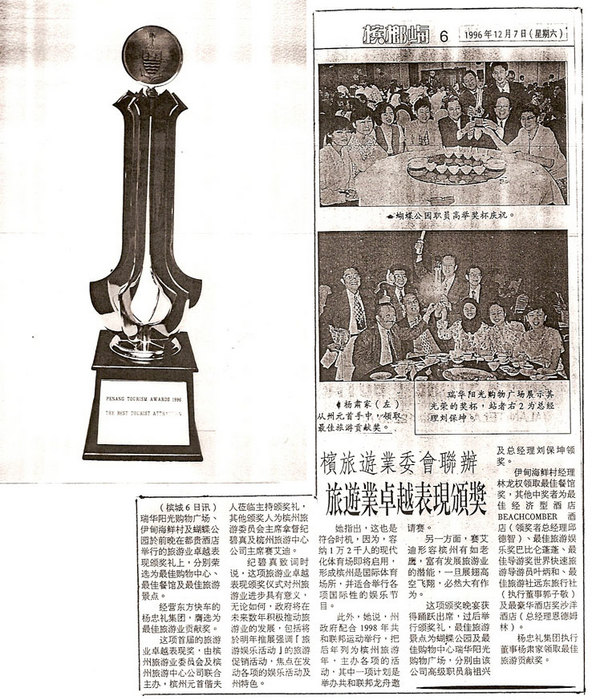 PENANG TOURISM AWARDS 1996
THE BEST TOURIST ATTRACTION
槟榔屿 6 1996年12月7日(星期六)
蝴蝶公园职员高举奖杯庆祝。
杨肃家(左)
从州元首手中,领取
最佳旅游贡献奖。
瑞华阳光购物广场展示其
光荣的奖杯,站者右2为总经
理刘保坤。
檳旅遊業委會聯辦
旅遊業卓越表現頒獎
(槟城6日讯)
瑞华阳光购物广场、
伊甸海鲜村及蝴蝶公
园於前晚在都喜酒店
举行的旅游业卓越表
现颁奖礼上,分别荣
选为最佳购物中心、
最佳餐馆及最佳旅游
景点。
经营东方快车的
杨忠礼集团,膺选为
最佳旅游业贡献奖。
这项首届的旅游
业卓越表现奖,由槟
州旅游业委员会及槟
州旅游中心公司联合
主办,槟州元首偕夫
人莅临主持颁奖礼,
其他颁奖人为槟州旅
游委员会主席拿督纪
碧真及槟州旅游中心
公司主席赛艾迪。
纪碧真致词时
说,这项旅游业卓越
表现颁奖仪式对州旅
游业进步具有意义,
无论如何,政府将在
未来数年积极推动旅
游业的发展,包括将
於明年推展强调『旅
游娱乐活动』的旅游
促销活动,焦点在发
动各项的娱乐活动及
州特色。
她指出,这也是
符合时机,因为,容
纳1万2千人的现代
化体育场即将启用,
形成槟州是国际体育
场所,并适合举行各
项国际性的娱乐节
目。
此外,她说,州
政府配合1998年共
和联邦运动举行,把
后年列为槟州旅游
年,主办各项的活
动,其中一项计划是
举办共和联邦龙舟邀
请赛。
另一方面,赛艾
迪形容槟州有如老
鹰,富有发展旅游业
的潜能,一旦展翅高
空飞翔,必然大有作
为。
这项颁奖晚宴获
得踊跃出席,过后举
行颁奖礼,最佳旅游
景点为蝴蝶公园及最
佳购物中心瑞华阳光
购物广场,分别由该
公司高级职员翁祖兴
及总经理刘保坤领
奖。
伊甸海鲜村经理
林龙权领取最佳餐馆
奖,其他中奖者为最
佳经济型酒店
BEACHCOMBER酒
店(领奖者总经理邱
德智)、最佳旅游娱
乐奖巴比仑蓬蓬、最
佳导游奖世界快速旅
游导游员叶炳和、最
佳旅游社远东旅行社
(执行董事郭子敬)
及最豪华酒店奖沙洋
酒店(总经理恩德姆
林)。
杨忠礼集团执行
董事杨肃家领取最佳
旅游贡献奖。